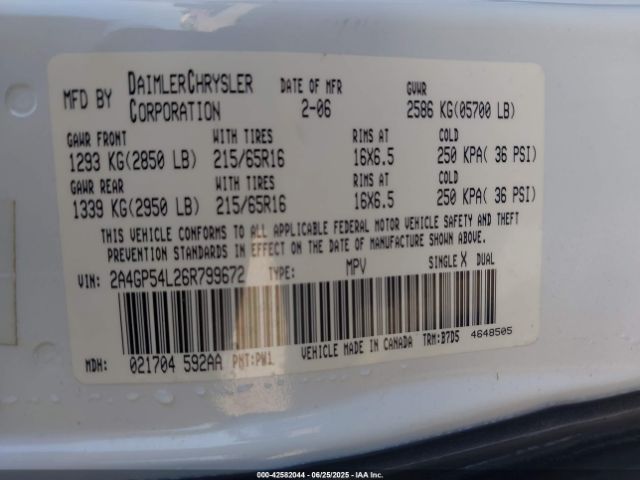 MFD BY DAIMLERCHRYSLER CORPORATION DATE OF MFR 2-06 GVWR 2586 KG(05700 LB)
GAWR FRONT WITH TIRES RIMS AT COLD
1293 KG(2850 LB) 215/65R16 16X6.5 250 KPA( 36 PSI)
GAWR REAR WITH TIRES RIMS AT COLD
1339 KG(2950 LB) 215/65R16 16X6.5 250 KPA( 36 PSI)
THIS VEHICLE CONFORMS TO ALL APPLICABLE FEDERAL MOTOR VEHICLE SAFETY AND THEFT
PREVENTION STANDARDS IN EFFECT ON THE DATE OF MANUFACTURE SHOWN ABOVE.
VIN: 2A4GP54L26R799672 TYPE: MPV SINGLE X DUAL
MDH: 021704 592AA PNT:PW1 VEHICLE MADE IN CANADA TRM:B7D5 4648505
000-42582044 - 06/25/2025 - IAAI.COM